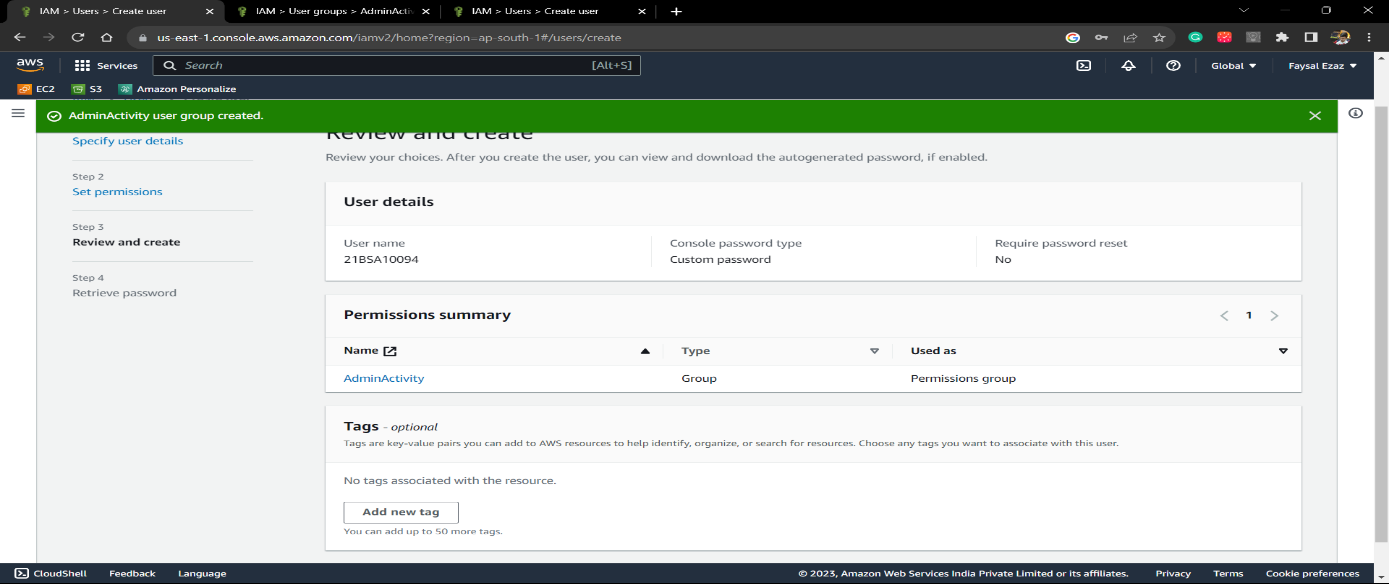 IAM > Users > Create user
IAM > User groups > AdminActiv
IAM > Users > Create user
us-east-1.console.aws.amazon.com/iamv2/home?region=ap-south-1#/users/create
aws
Services
Search
[Alt+S]
Global
Faysal Ezaz
EC2
S3
Amazon Personalize
AdminActivity user group created.
Specify user details
Step 2
Set permissions
Step 3
Review and create
Step 4
Retrieve password
Review and create
Review your choices. After you create the user, you can view and download the autogenerated password, if enabled.
User details
User name
21BSA10094
Console password type
Custom password
Require password reset
No
Permissions summary
1
Name
Type
Used as
AdminActivity
Group
Permissions group
Tags - optional
Tags are key-value pairs you can add to AWS resources to help identify, organize, or search for resources. Choose any tags you want to associate with this user.
No tags associated with the resource.
Add new tag
You can add up to 50 more tags.
CloudShell
Feedback
Language
© 2023, Amazon Web Services India Private Limited or its affiliates.
Privacy
Terms
Cookie preferences